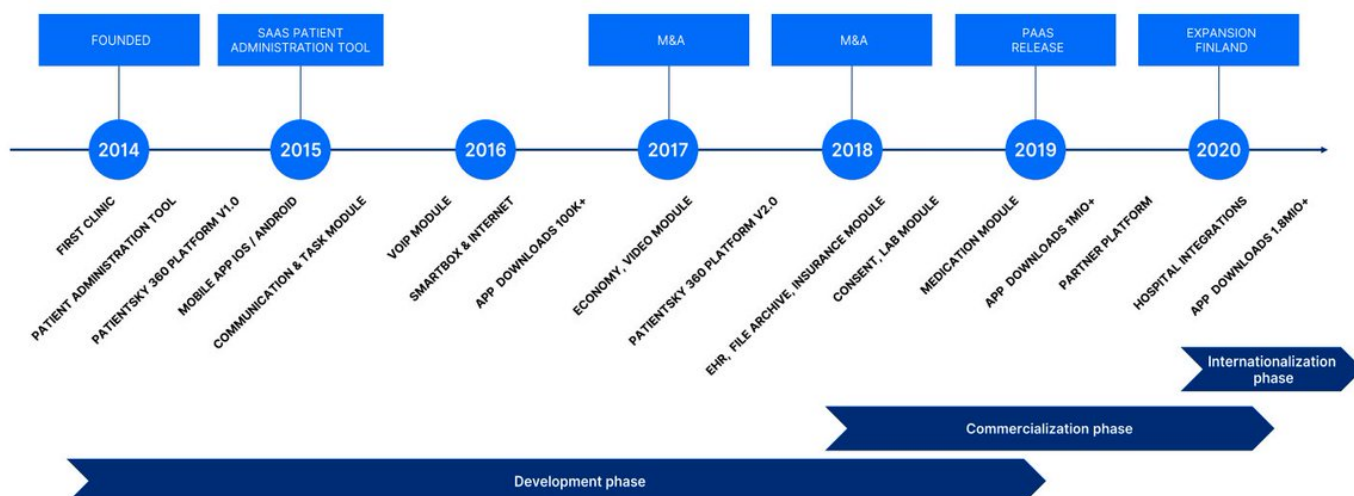 FOUNDED
SAAS PATIENT
ADMINISTRATION TOOL
M&A
M&A
PAAS
RELEASE
EXPANSION
FINLAND
2014
2015
2016
2017
2018
2019
2020
FIRST CLINIC
PATIENT ADMINISTRATION TOOL
PATIENTSKY 360 PLATFORM V1.0
MOBILE APP IOS / ANDROID
COMMUNICATION & TASK MODULE
VOIP MODULE
SMARTBOX & INTERNET
APP DOWNLOADS 100K+
ECONOMY, VIDEO MODULE
PATIENTSKY 360 PLATFORM V2.0
EHR, FILE ARCHIVE, INSURANCE MODULE
CONSENT, LAB MODULE
MEDICATION MODULE
APP DOWNLOADS 1MIO+
PARTNER PLATFORM
HOSPITAL INTEGRATIONS
APP DOWNLOADS 1.8MIO+
Internationalization
phase
Commercialization phase
Development phase